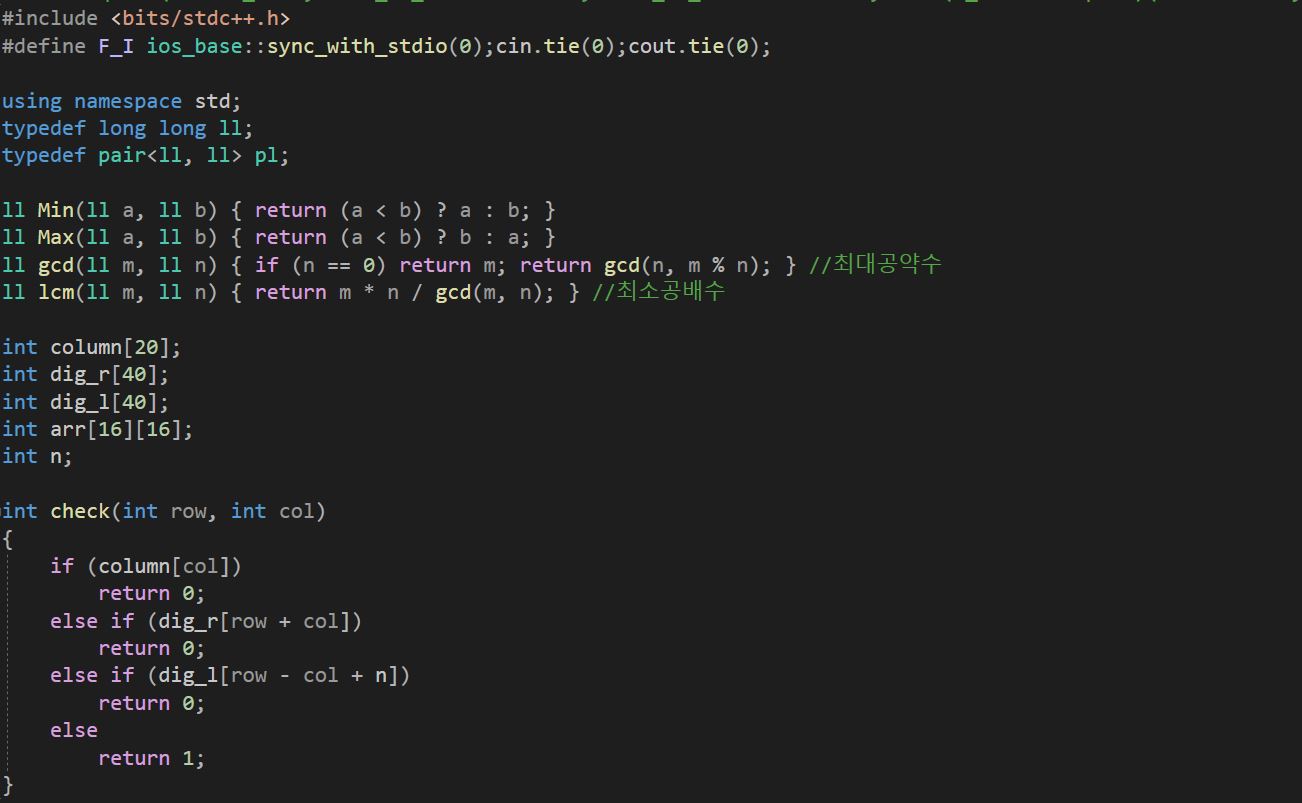 #include <bits/stdc++.h>
#define F_I ios_base::sync_with_stdio(0);cin.tie(0);cout.tie(0);
using namespace std;
typedef long long ll;
typedef pair<ll, ll> pl;
ll Min(ll a, ll b) { return (a < b) ? a : b; }
ll Max(ll a, ll b) { return (a < b) ? b : a; }
ll gcd(ll m, ll n) { if (n == 0) return m; return gcd(n, m % n); } //최대공약수
ll lcm(ll m, ll n) { return m * n / gcd(m, n); } //최소공배수
int column[20];
int dig_r[40];
int dig_l[40];
int arr[16][16];
int n;
int check(int row, int col)
{
    if (column[col])
        return 0;
    else if (dig_r[row + col])
        return 0;
    else if (dig_l[row - col + n])
        return 0;
    else
        return 1;
}